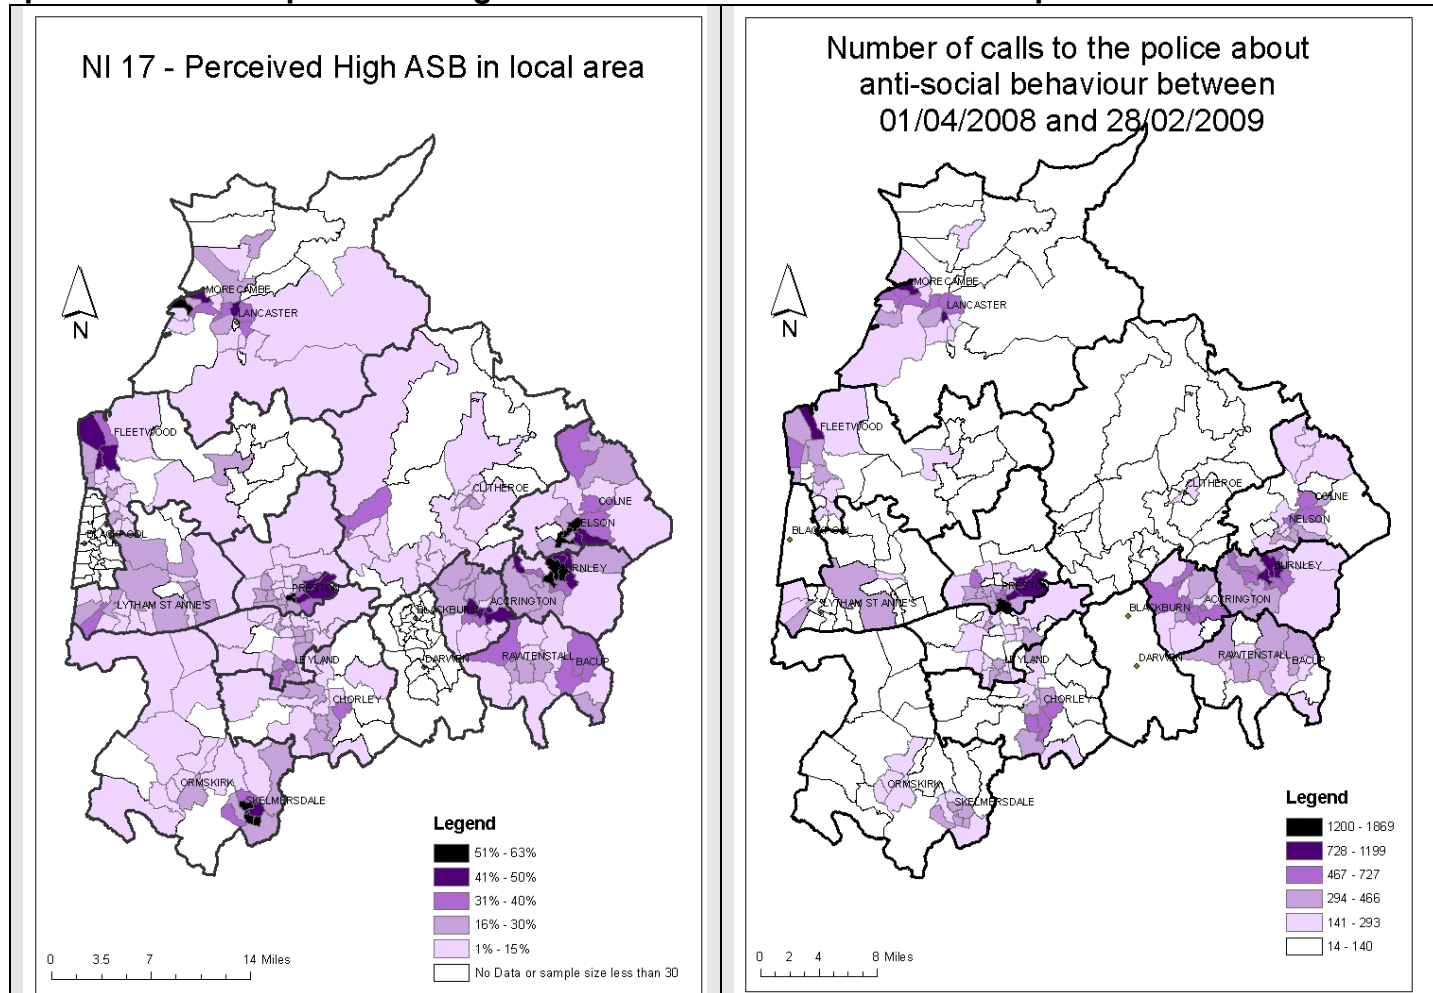 NI 17 - Perceived High ASB in local area
MORECAMBE
LANCASTER
N
FLEETWOOD
CLITHEROE
COLNE
NELSON
BLACKPOOL
BURNLEY
PRESTON
LYTHAM ST ANNE'S
ACCRINGTON
BLACKBURN
LEYLAND
DARWEN
RAWTENSTALL
BACUP
CHORLEY
ORMSKIRK
SKELMERSDALE
Legend
51% - 63%
41% - 50%
31% - 40%
16% - 30%
1% - 15%
No Data or sample size less than 30
0 3.5 7 14 Miles
Number of calls to the police about
anti-social behaviour between
01/04/2008 and 28/02/2009
MORECAMBE
LANCASTER
N
FLEETWOOD
CLITHEROE
COLNE
NELSON
BLACKPOOL
BURNLEY
PRESTON
LYTHAM ST ANNE'S
ACCRINGTON
BLACKBURN
LEYLAND
DARWEN
RAWTENSTALL
BACUP
CHORLEY
ORMSKIRK
SKELMERSDALE
Legend
1200 - 1869
728 - 1199
467 - 727
294 - 466
141 - 293
14 - 140
0 2 4 8 Miles